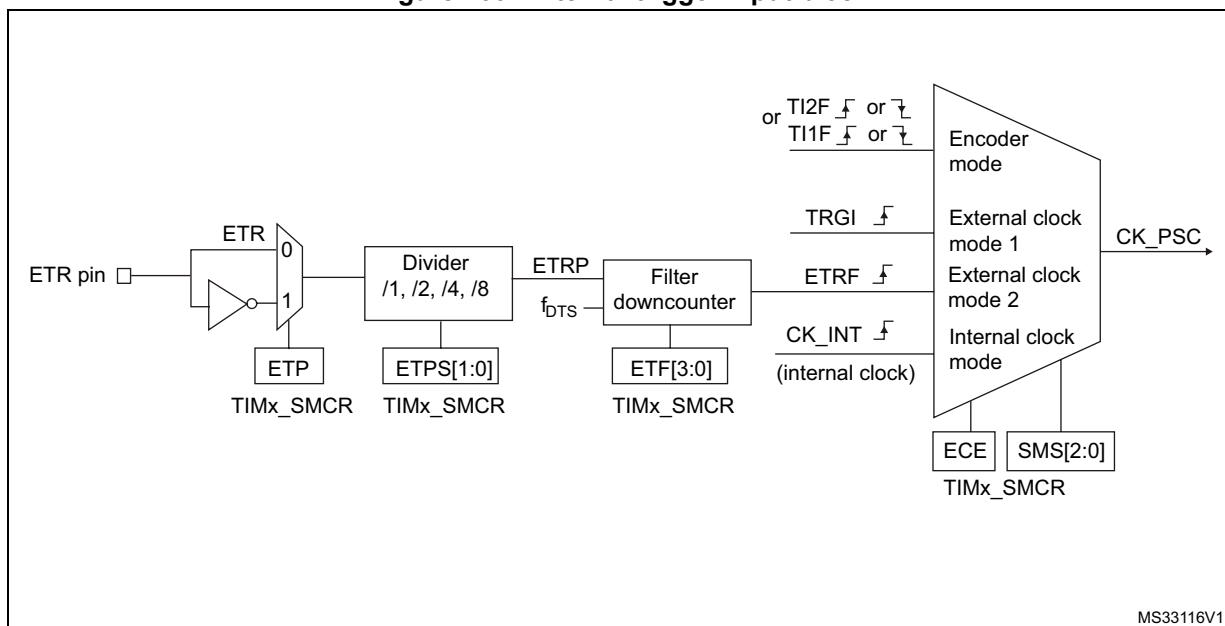 or TI2F or
TI1F or
Encoder
mode
TRGI
External clock
mode 1
CK_PSC
ETR
0
ETR pin
1
Divider
/1, /2, /4, /8
ETRP
fDTS
Filter
downcounter
ETRF
External clock
mode 2
CK_INT
(internal clock)
Internal clock
mode
ETP
TIMx_SMCR
ETPS[1:0]
TIMx_SMCR
ETF[3:0]
TIMx_SMCR
ECE
SMS[2:0]
TIMx_SMCR
MS33116V1